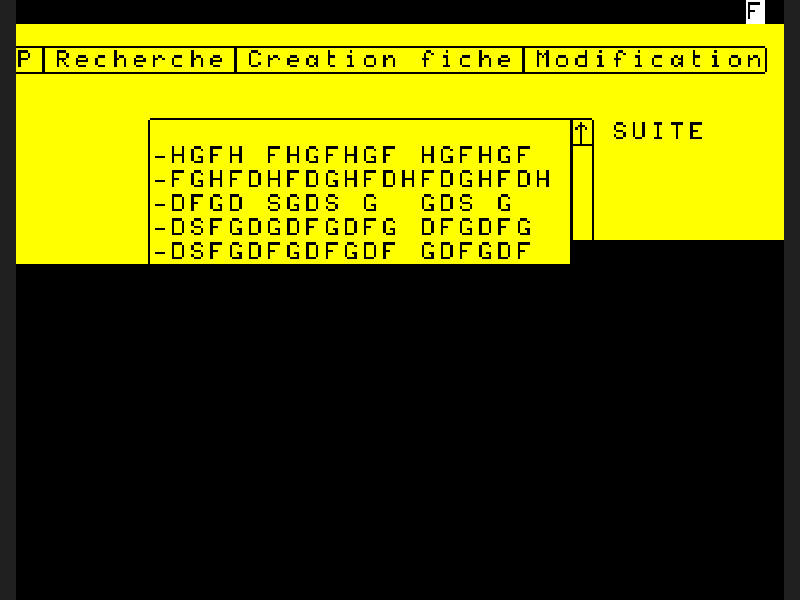 F
P Recherche Creation fiche Modification
↑ SUITE
-HGFH FHGFHGF HGFHGF
-FGHFDHFDGHFDHFDGHFDH
-DFGD SGDS G GDS G
-DSFGDGDFGDFG DFGDFG
-DSFGDFGDFGDF GDFGDF